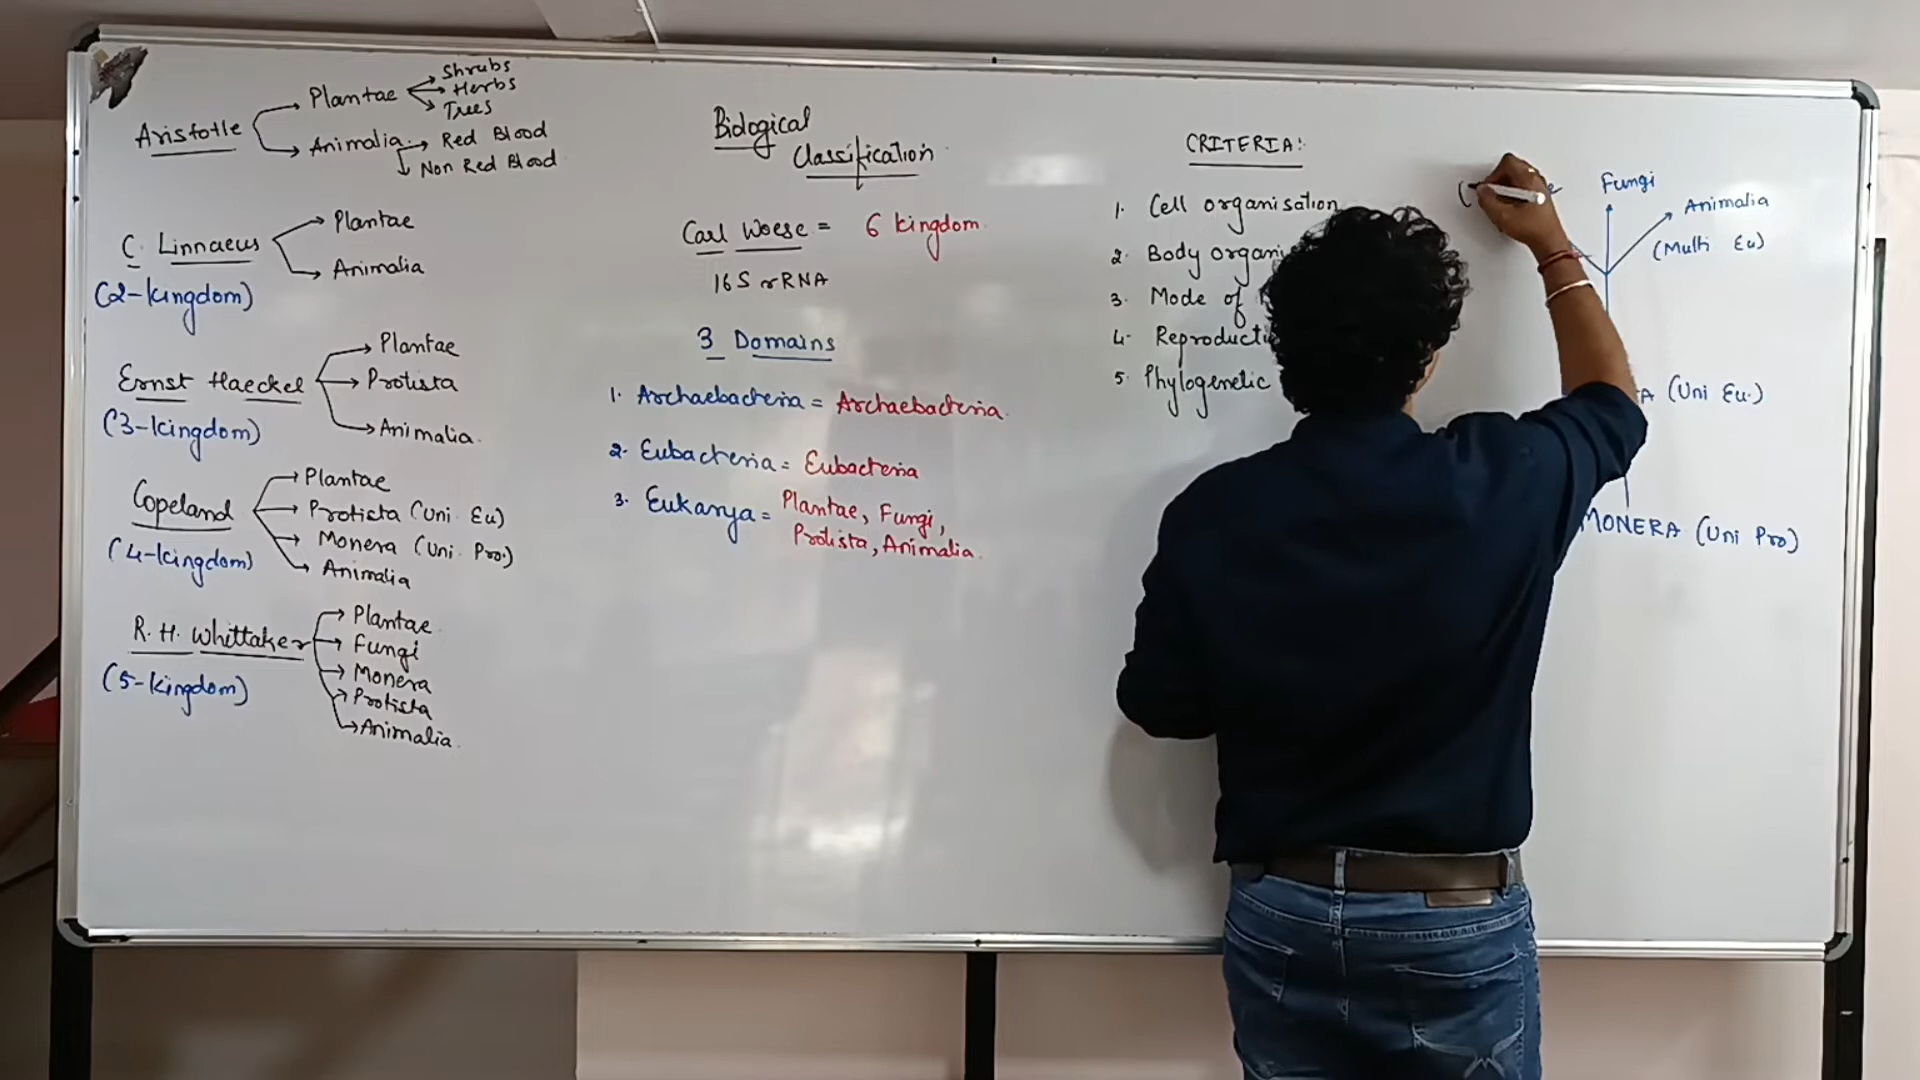 Aristotle
Plantae
Shrubs
Herbs
Trees
Animalia
Red Blood
Non Red Blood
C. Linnaeus
(2-kingdom)
Plantae
Animalia
Ernst Haeckel
(3-kingdom)
Plantae
Protista
Animalia.
Copeland
(4-kingdom)
Plantae
Protista (Uni. Eu)
Monera (Uni. Pro.)
Animalia
R. H. Whittaker
(5-kingdom)
Plantae
Fungi
Monera
Protista
Animalia.
Biological
Classification
Carl Woese = 6 kingdom.
16S rRNA
3 Domains
1. Archaebacteria = Archaebacteria.
2. Eubacteria = Eubacteria
3. Eukarya = Plantae, Fungi,
Protista, Animalia.
CRITERIA:
1. Cell organisation
2. Body
3. Mode of
4.
5. Phylogenetic
Fungi
Animalia
(Multi Eu)
(Uni Eu.)
MONERA (Uni Pro)